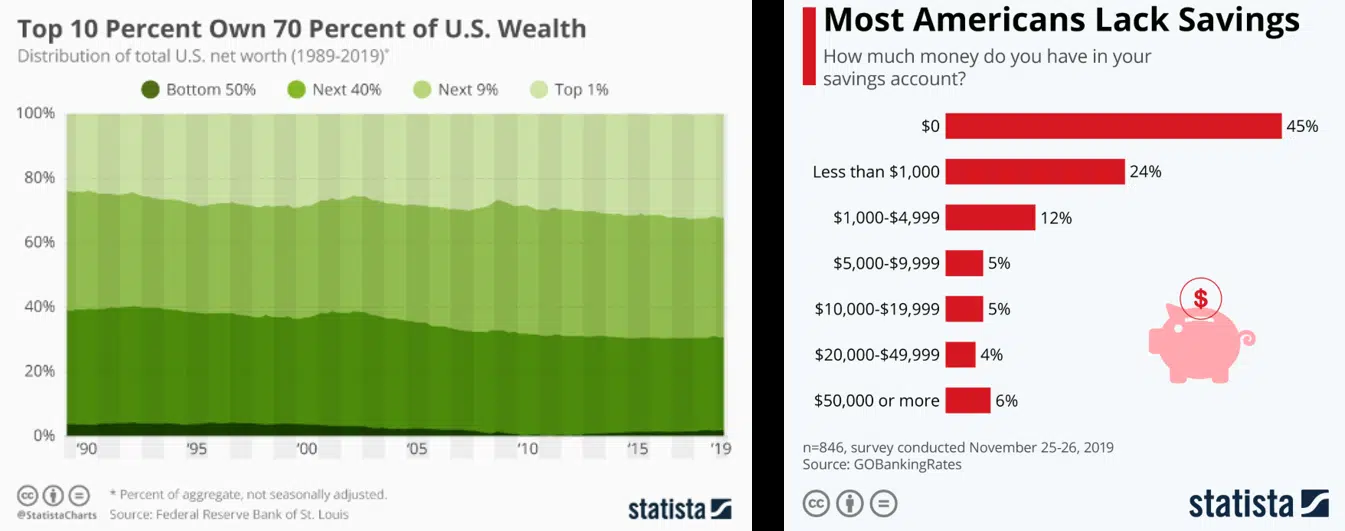 Top 10 Percent Own 70 Percent of U.S. Wealth
Distribution of total U.S. net worth (1989-2019)*
Bottom 50% Next 40% Next 9% Top 1%
100%
80%
60%
40%
20%
0%
'90 '95 '00 '05 '10 '15 '19
* Percent of aggregate, not seasonally adjusted.
@StatistaCharts Source: Federal Reserve Bank of St. Louis
statista
Most Americans Lack Savings
How much money do you have in your
savings account?
$0 45%
Less than $1,000 24%
$1,000-$4,999 12%
$5,000-$9,999 5%
$10,000-$19,999 5%
$20,000-$49,999 4%
$50,000 or more 6%
$
n=846, survey conducted November 25-26, 2019
Source: GOBankingRates
cc
statista